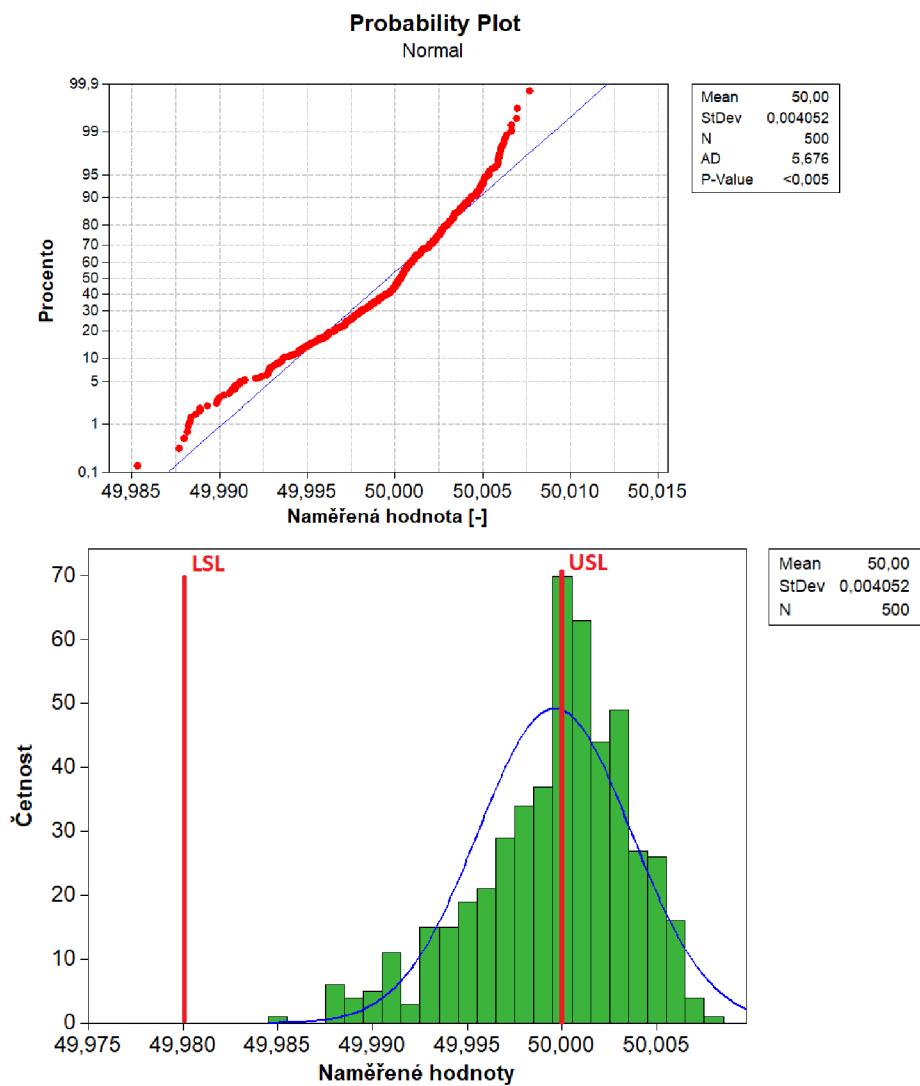 Probability Plot
Normal
99,9
99
95
90
80
70
60
50
40
30
20
10
5
1
0,1
Procento
49,985 49,990 49,995 50,000 50,005 50,010 50,015
Naměřená hodnota [-]
Mean 50,00
StDev 0,004052
N 500
AD 5,676
P-Value <0,005
LSL
USL
70
60
50
40
30
20
10
0
Četnost
49,975 49,980 49,985 49,990 49,995 50,000 50,005
Naměřené hodnoty
Mean 50,00
StDev 0,004052
N 500